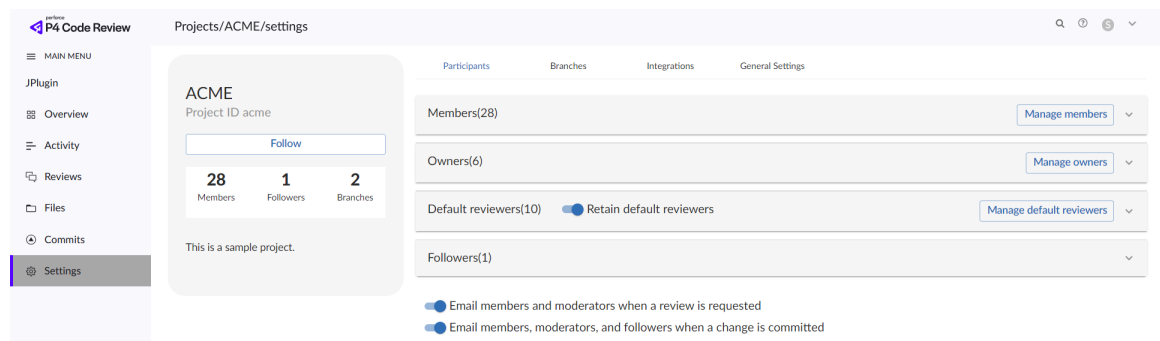 perforce
P4 Code Review
Projects/ACME/settings
S
MAIN MENU
JPlugin
Overview
Activity
Reviews
Files
Commits
Settings
ACME
Project ID acme
Follow
28 1 2
Members Followers Branches
This is a sample project.
Participants Branches Integrations General Settings
Members(28) Manage members
Owners(6) Manage owners
Default reviewers(10) Retain default reviewers Manage default reviewers
Followers(1)
Email members and moderators when a review is requested
Email members, moderators, and followers when a change is committed